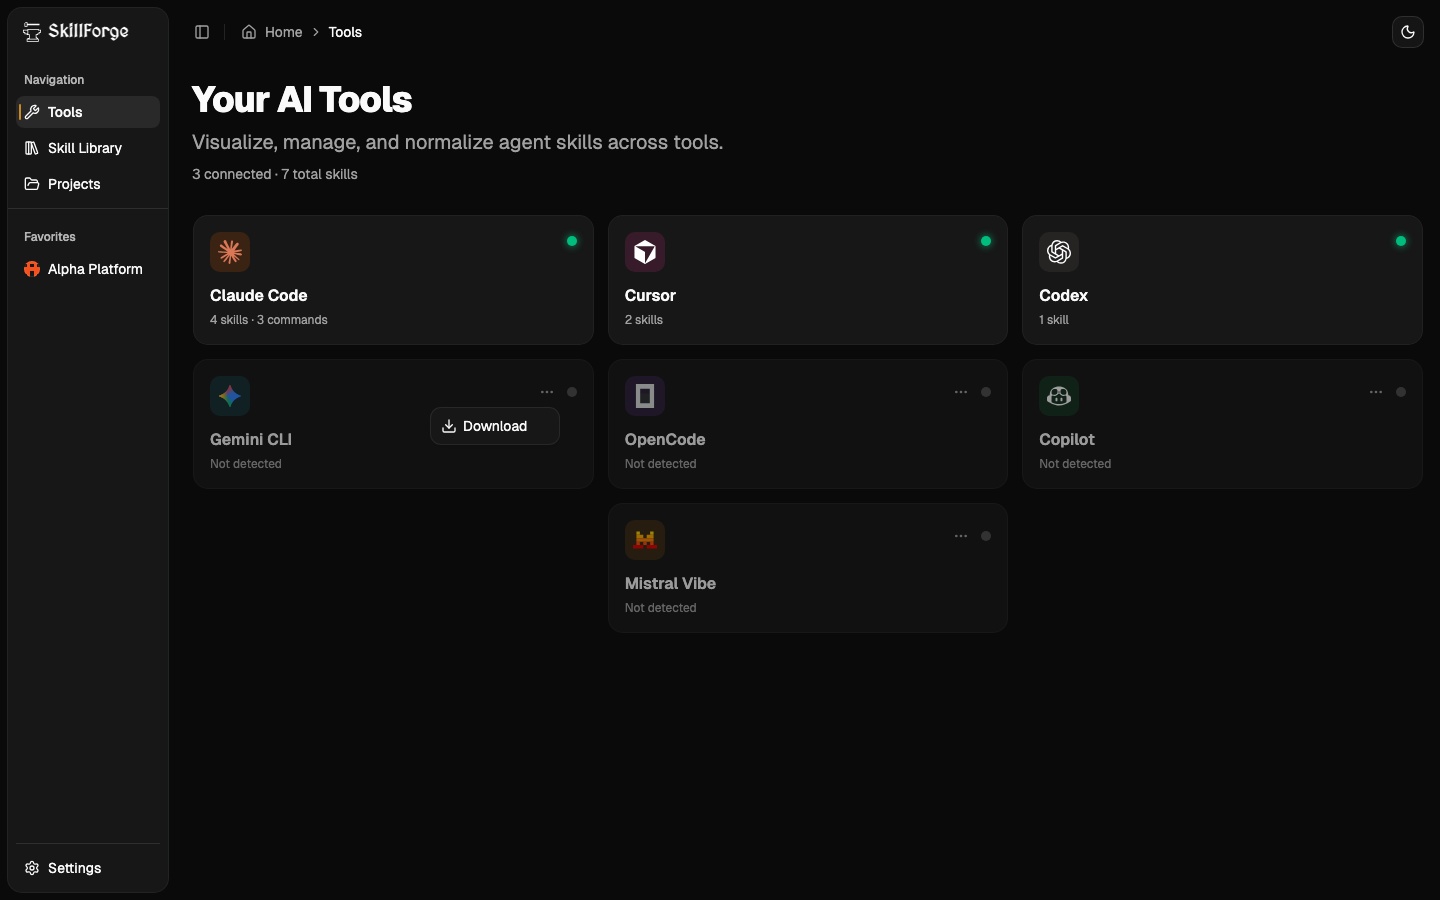 SkillForge
Navigation
Tools
Skill Library
Projects
Favorites
Alpha Platform
Settings
Home > Tools
Your AI Tools
Visualize, manage, and normalize agent skills across tools.
3 connected · 7 total skills
Claude Code
4 skills · 3 commands
Cursor
2 skills
Codex
1 skill
Gemini CLI
Not detected
Download
OpenCode
Not detected
Copilot
Not detected
Mistral Vibe
Not detected